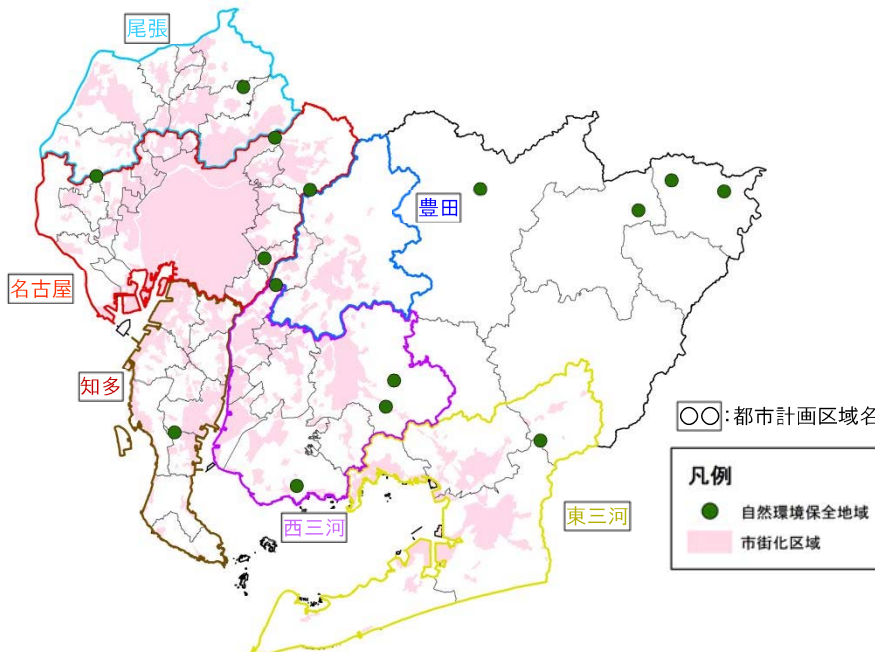 尾張
豊田
名古屋
知多
○○:都市計画区域名
西三河
東三河
凡例
自然環境保全地域
市街化区域